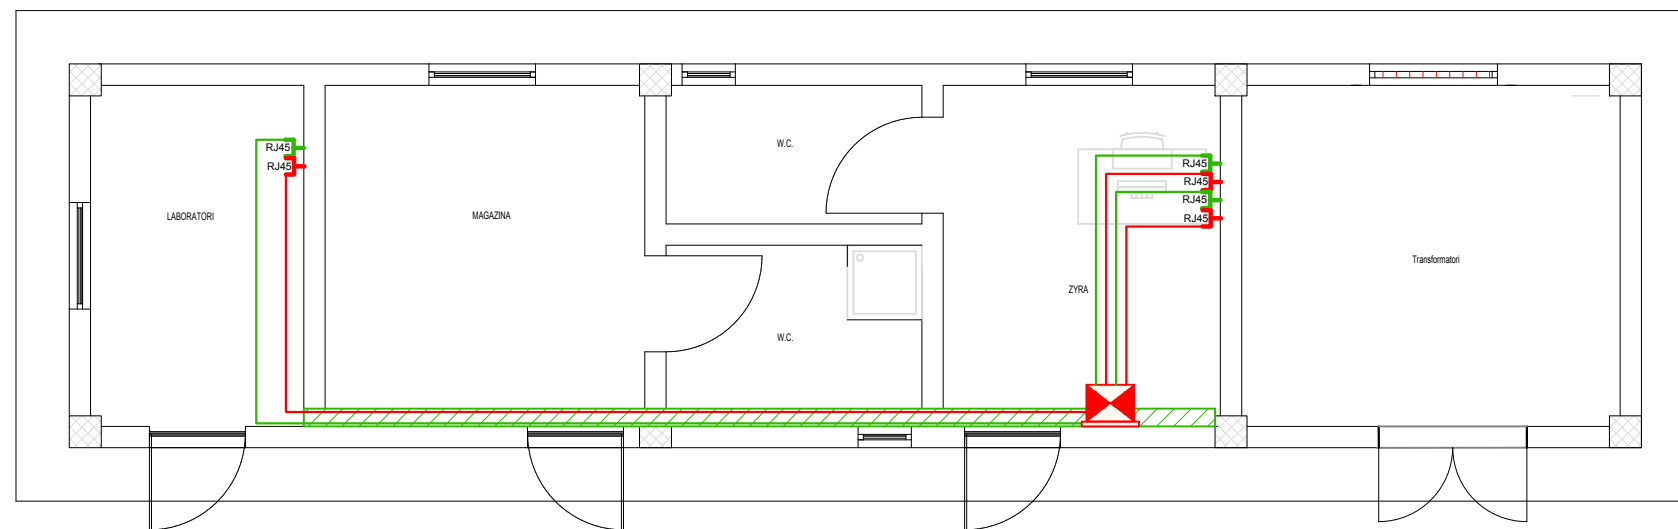 RJ45
RJ45
LABORATORI
MAGAZINA
W.C.
W.C.
RJ45
RJ45
RJ45
RJ45
ZYRA
Transformatori